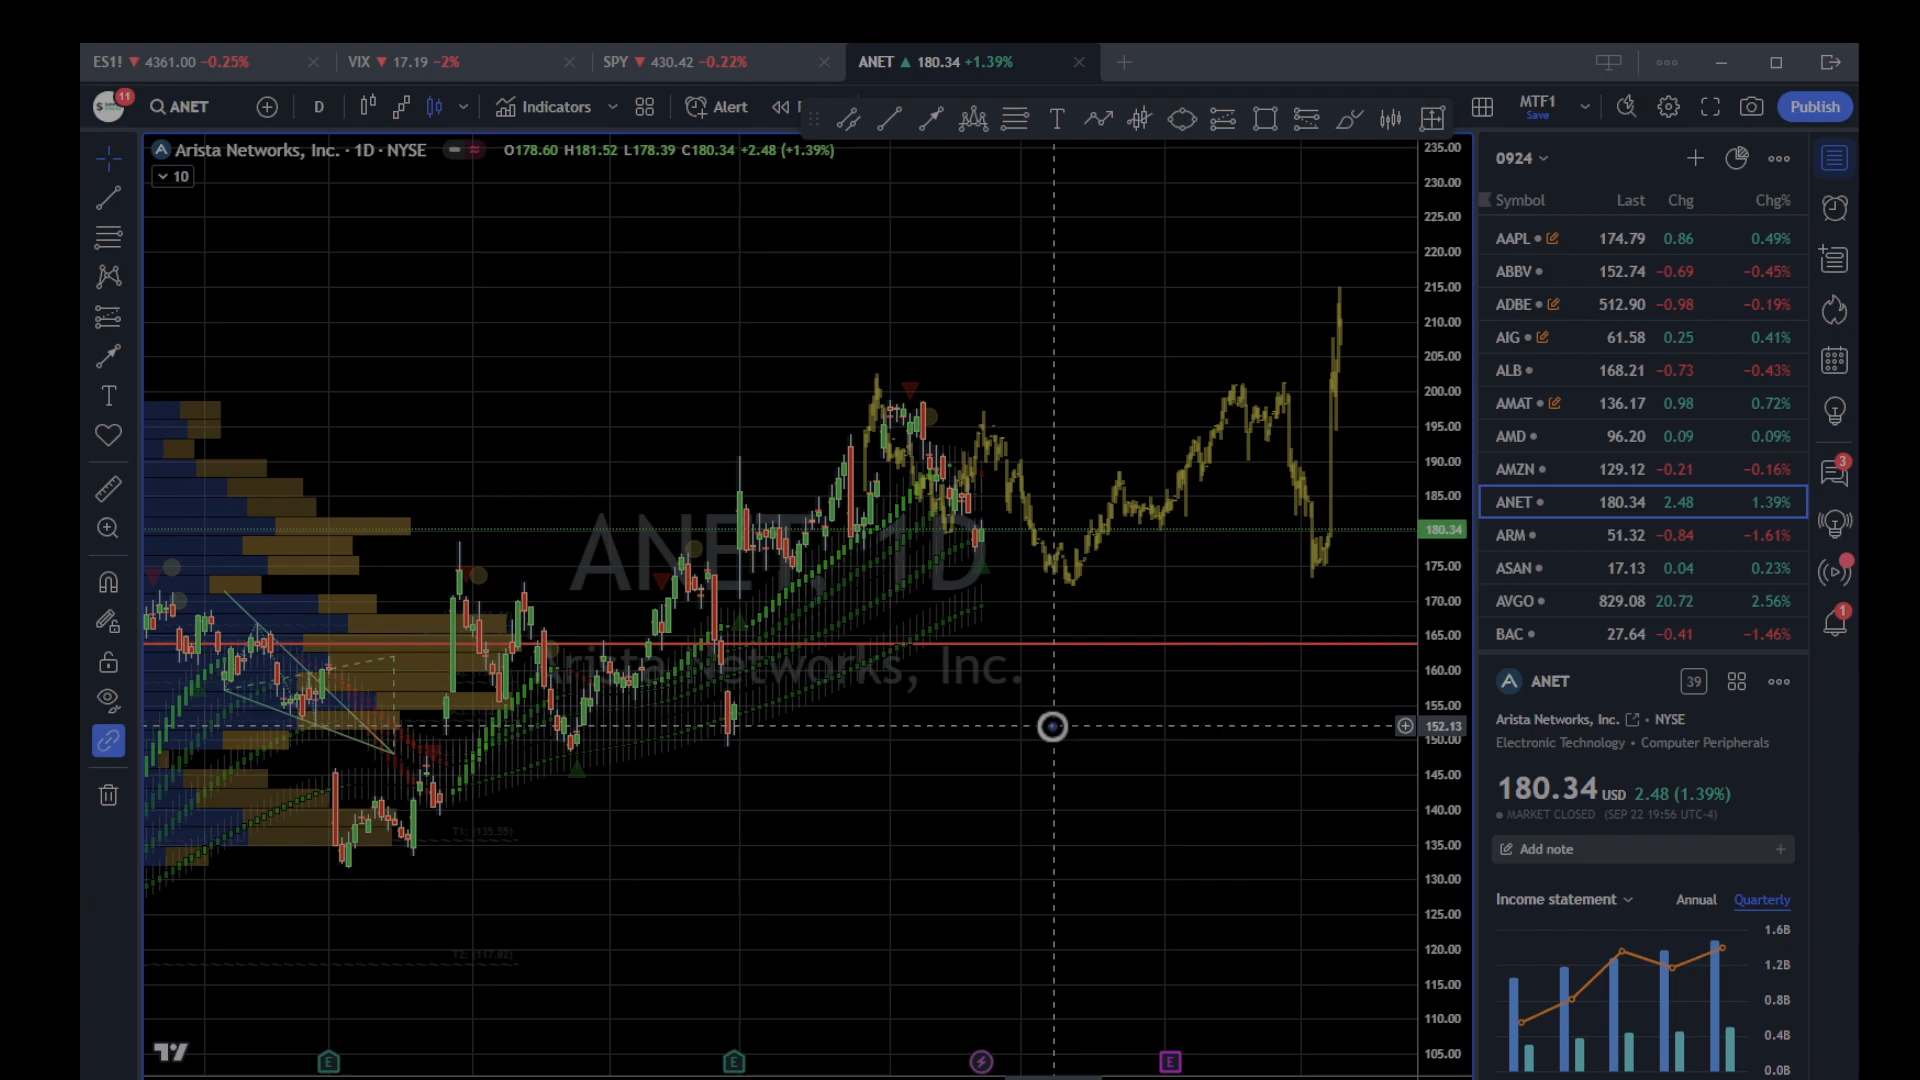 ES1! ▼ 4361.00 −0.25%
VIX ▼ 17.19 −2%
SPY ▼ 430.42 −0.22%
ANET ▲ 180.34 +1.39%
11
ANET
D
Indicators
Alert
MTF1
Save
Publish
Arista Networks, Inc. · 1D · NYSE
O178.60 H181.52 L178.39 C180.34 +2.48 (+1.39%)
10
ANET, 1D
Arista Networks, Inc.
T1: (135.55)
T2: (117.82)
E
E
E
235.00
230.00
225.00
220.00
215.00
210.00
205.00
200.00
195.00
190.00
185.00
180.34
175.00
170.00
165.00
160.00
155.00
152.13
150.00
145.00
140.00
135.00
130.00
125.00
120.00
115.00
110.00
105.00
0924
Symbol Last Chg Chg%
AAPL 174.79 0.86 0.49%
ABBV 152.74 −0.69 −0.45%
ADBE 512.90 −0.98 −0.19%
AIG 61.58 0.25 0.41%
ALB 168.21 −0.73 −0.43%
AMAT 136.17 0.98 0.72%
AMD 96.20 0.09 0.09%
AMZN 129.12 −0.21 −0.16%
ANET 180.34 2.48 1.39%
ARM 51.32 −0.84 −1.61%
ASAN 17.13 0.04 0.23%
AVGO 829.08 20.72 2.56%
BAC 27.64 −0.41 −1.46%
3
1
ANET
39
Arista Networks, Inc. • NYSE
Electronic Technology • Computer Peripherals
180.34 USD 2.48 (1.39%)
MARKET CLOSED (SEP 22 19:56 UTC-4)
Add note
Income statement Annual Quarterly
1.6B
1.2B
0.8B
0.4B
0.0B